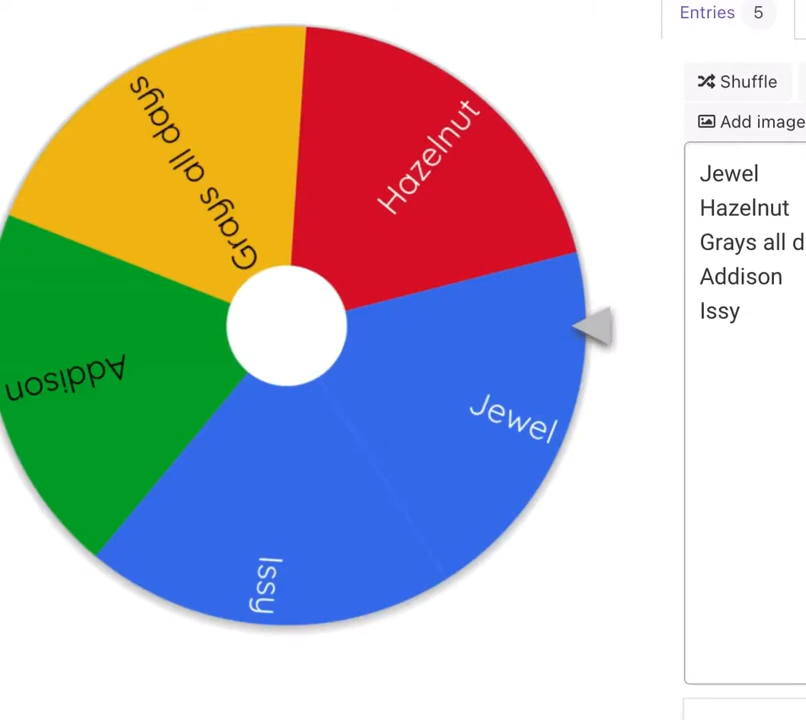 Entries 5
Shuffle
Add image
Jewel
Hazelnut
Grays all d
Addison
Issy
Grays all days
Hazelnut
Addison
Jewel
Issy